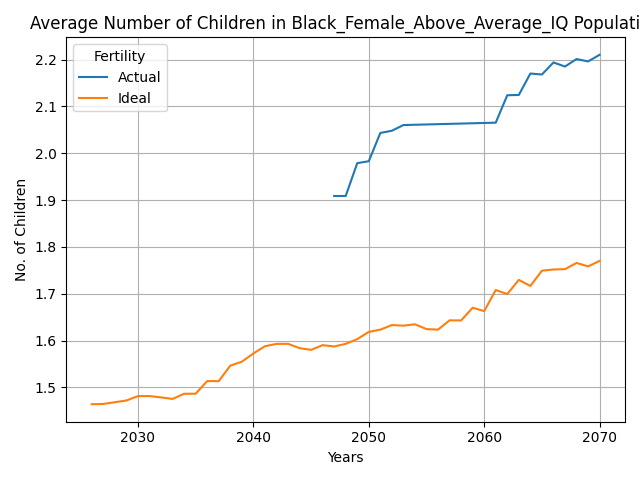 Average Number of Children in Black_Female_Above_Average_IQ Populati
Fertility
Actual
Ideal
No. of Children
2.2
2.1
2.0
1.9
1.8
1.7
1.6
1.5
2030 2040 2050 2060 2070
Years